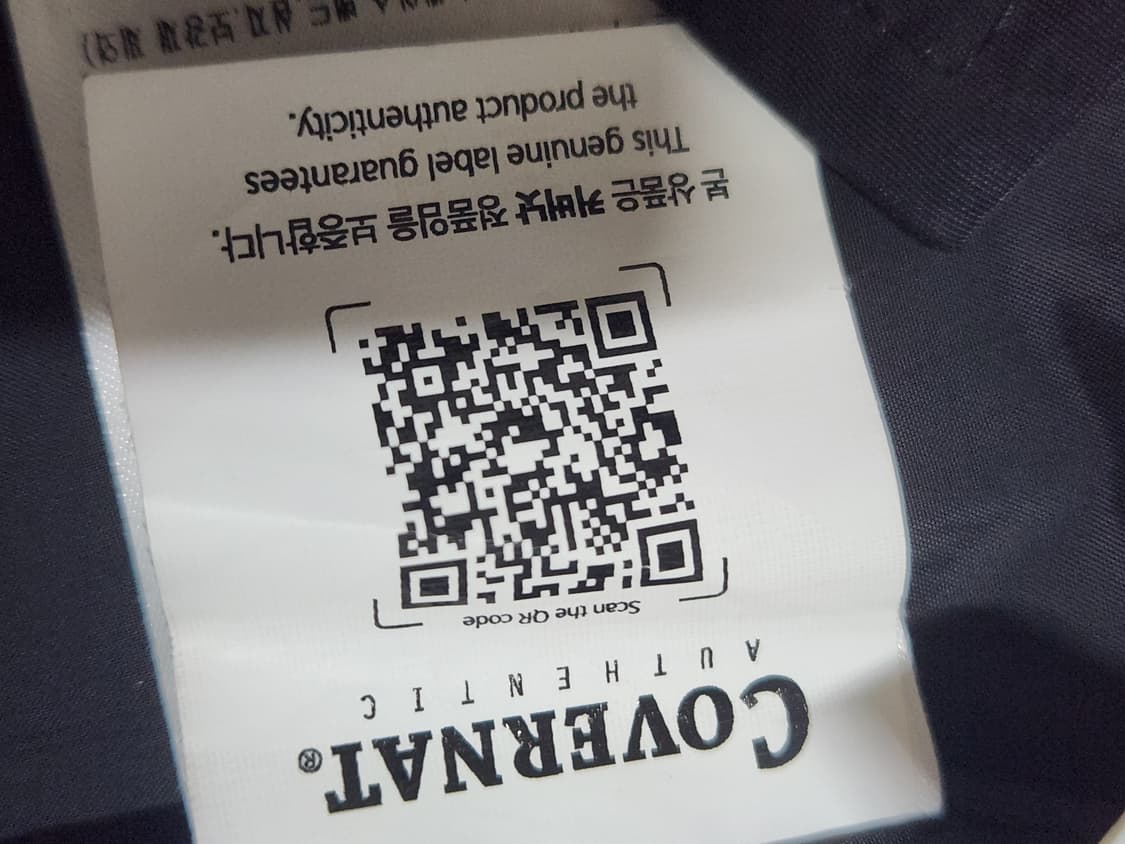 COVERNAT®
AUTHENTIC
Scan the QR code
본 상품은 커버낫 정품임을 보증합니다.
This genuine label guarantees
the product authenticity.